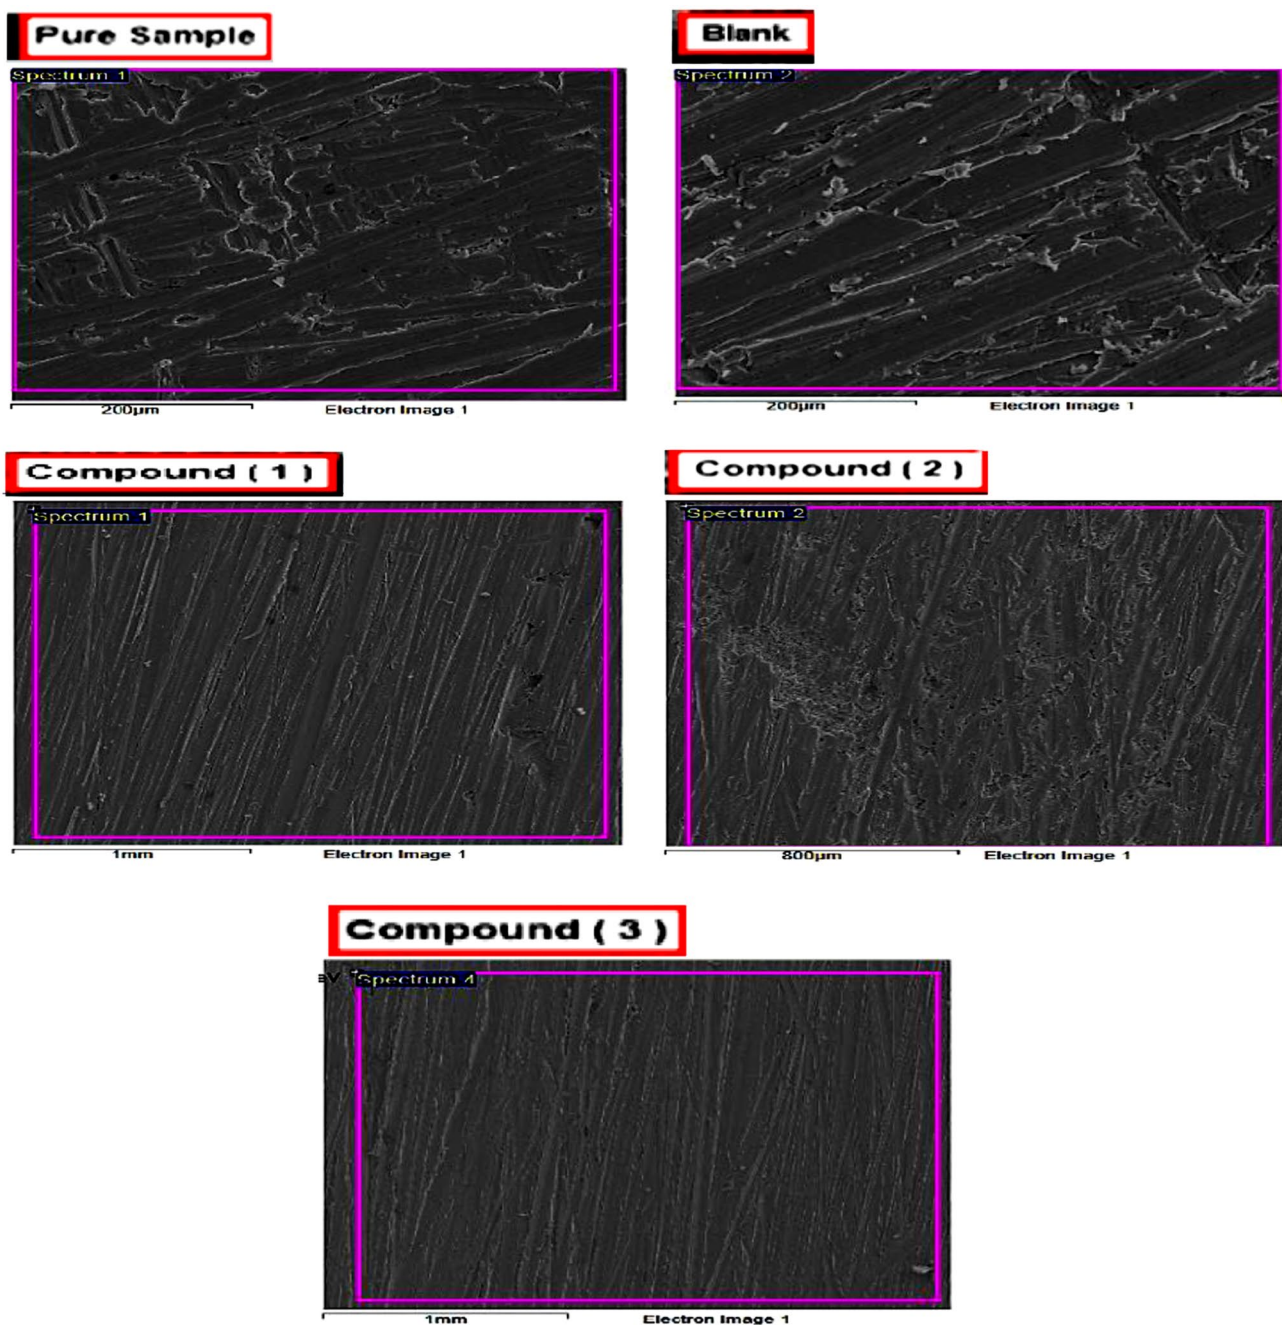 Pure Sample
Blank
Spectrum 1
Spectrum 2
200µm
Electron Image 1
200µm
Electron Image 1
Compound ( 1 )
Compound ( 2 )
Spectrum 1
Spectrum 2
1mm
Electron Image 1
800µm
Electron Image 1
Compound ( 3 )
Spectrum 4
1mm
Electron Image 1